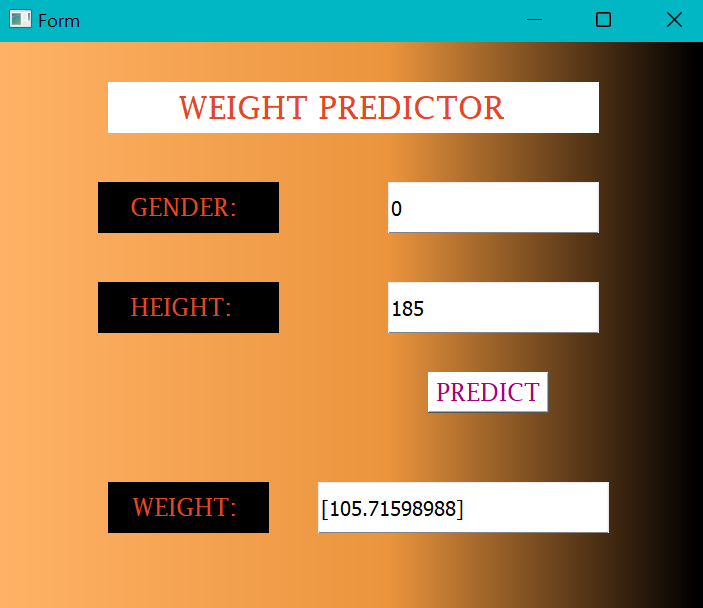 Form
WEIGHT PREDICTOR
GENDER: 0
HEIGHT: 185
PREDICT
WEIGHT: [105.71598988]